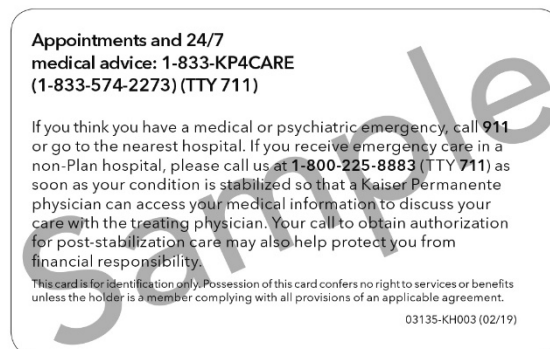 Appointments and 24/7
medical advice: 1-833-KP4CARE
(1-833-574-2273) (TTY 711)
If you think you have a medical or psychiatric emergency, call 911
or go to the nearest hospital. If you receive emergency care in a
non-Plan hospital, please call us at 1-800-225-8883 (TTY 711) as
soon as your condition is stabilized so that a Kaiser Permanente
physician can access your medical information to discuss your
care with the treating physician. Your call to obtain authorization
for post-stabilization care may also help protect you from
financial responsibility.
This card is for identification only. Possession of this card confers no right to services or benefits
unless the holder is a member complying with all provisions of an applicable agreement.
03135-KH003 (02/19)
Sample